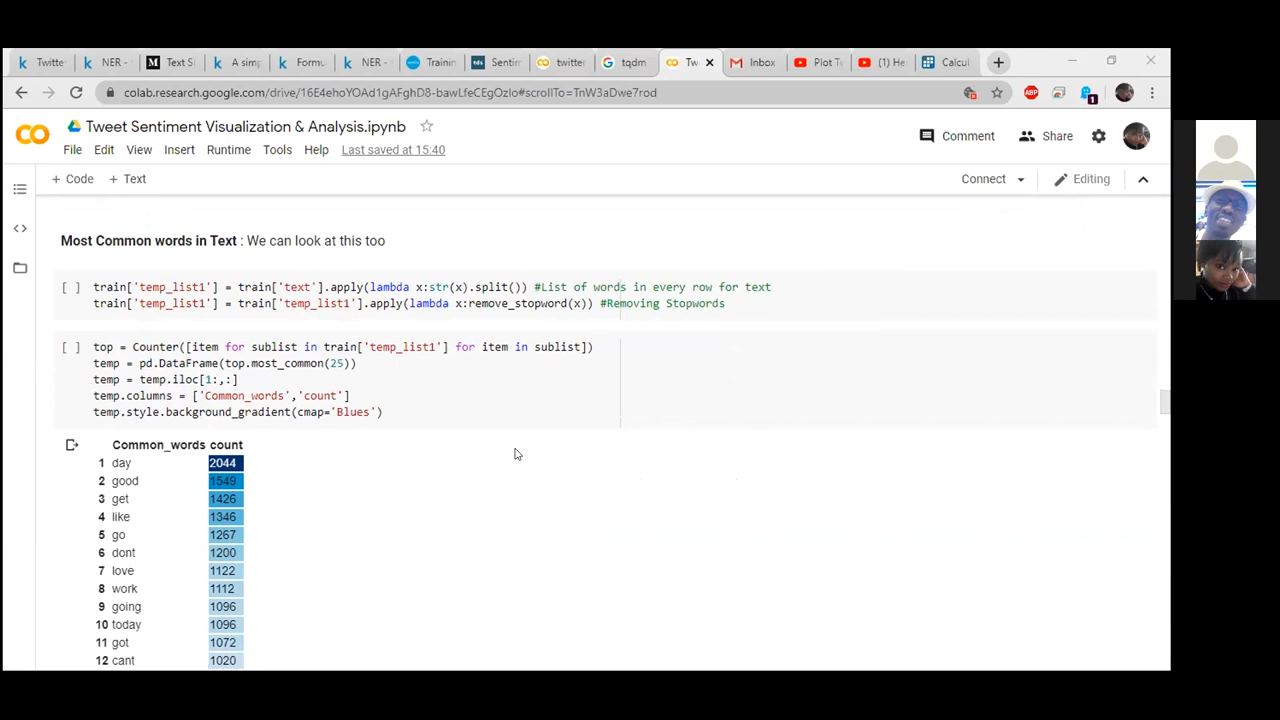 Twitte
NER -
Text S
A simp
Formu
NER -
Training
Sentim
twitter
tqdm
Tw
Inbox
Plot T
(1) He
Calcul
colab.research.google.com/drive/16E4ehoYOAd1gAFghD8-bawLfeCEgOzIo#scrollTo=TnW3aDwe7rod
ABP
1
Tweet Sentiment Visualization & Analysis.ipynb
Comment
Share
File Edit View Insert Runtime Tools Help Last saved at 15:40
+ Code + Text
Connect
Editing
Most Common words in Text : We can look at this too
[ ] train['temp_list1'] = train['text'].apply(lambda x:str(x).split()) #List of words in every row for text
train['temp_list1'] = train['temp_list1'].apply(lambda x:remove_stopword(x)) #Removing Stopwords
[ ] top = Counter([item for sublist in train['temp_list1'] for item in sublist])
temp = pd.DataFrame(top.most_common(25))
temp = temp.iloc[1:,:]
temp.columns = ['Common_words','count']
temp.style.background_gradient(cmap='Blues')
Common_words count
1 day 2044
2 good 1549
3 get 1426
4 like 1346
5 go 1267
6 dont 1200
7 love 1122
8 work 1112
9 going 1096
10 today 1096
11 got 1072
12 cant 1020